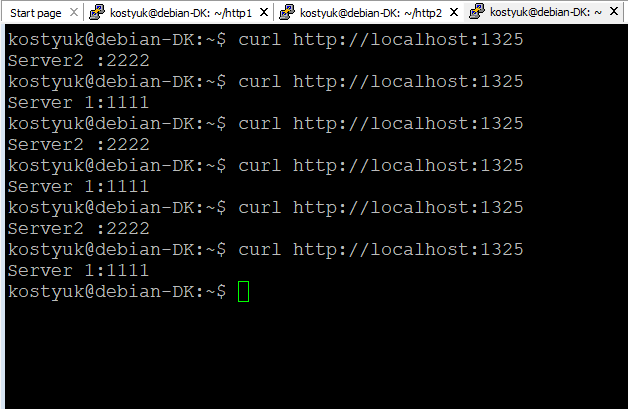 Start page X kostyuk@debian-DK: ~/http1 X kostyuk@debian-DK: ~/http2 X kostyuk@debian-DK: ~ X
kostyuk@debian-DK:~$ curl http://localhost:1325
Server2 :2222
kostyuk@debian-DK:~$ curl http://localhost:1325
Server 1:1111
kostyuk@debian-DK:~$ curl http://localhost:1325
Server2 :2222
kostyuk@debian-DK:~$ curl http://localhost:1325
Server 1:1111
kostyuk@debian-DK:~$ curl http://localhost:1325
Server2 :2222
kostyuk@debian-DK:~$ curl http://localhost:1325
Server 1:1111
kostyuk@debian-DK:~$